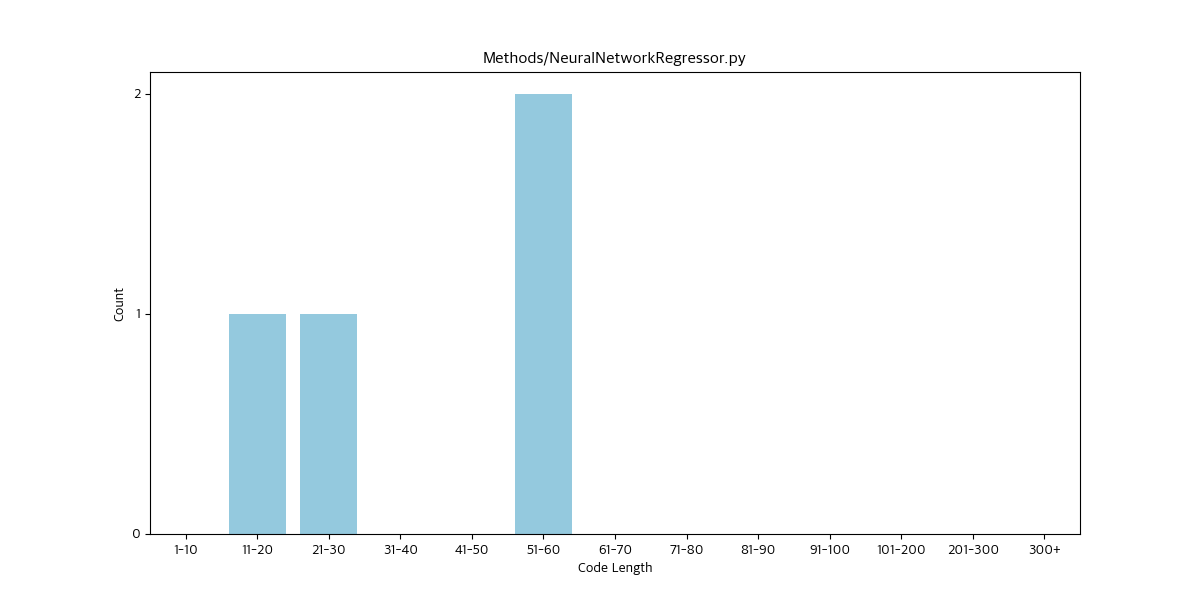 Methods/NeuralNetworkRegressor.py
2
1
0
Count
1-10 11-20 21-30 31-40 41-50 51-60 61-70 71-80 81-90 91-100 101-200 201-300 300+
Code Length